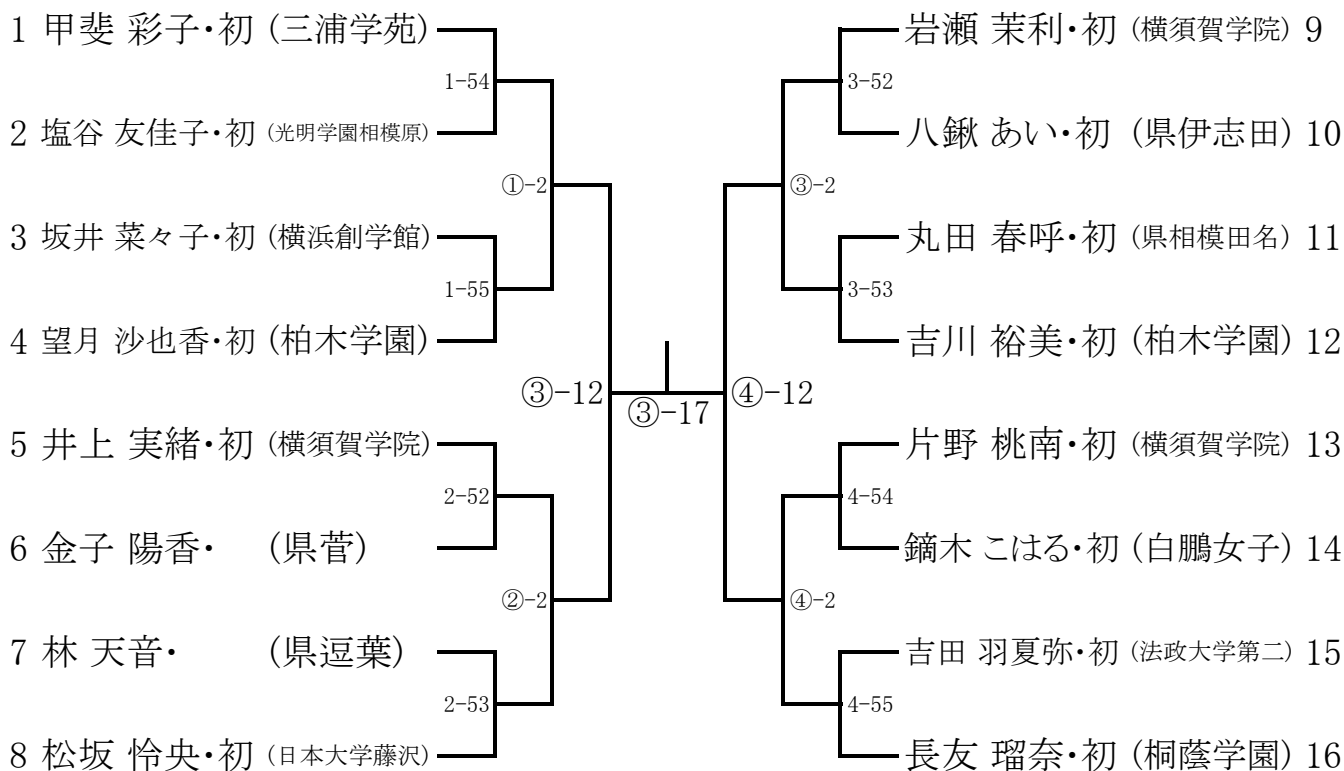 1 甲斐 彩子・初 (三浦学苑)
1-54
2 塩谷 友佳子・初 (光明学園相模原)
①-2
3 坂井 菜々子・初 (横浜創学館)
1-55
4 望月 沙也香・初 (柏木学園)
③-12
5 井上 実緒・初 (横須賀学院)
2-52
6 金子 陽香・ (県菅)
②-2
7 林 天音・ (県逗葉)
2-53
8 松坂 怜央・初 (日本大学藤沢)
③-17
岩瀬 茉利・初 (横須賀学院) 9
3-52
八鍬 あい・初 (県伊志田) 10
③-2
丸田 春呼・初 (県相模田名) 11
3-53
吉川 裕美・初 (柏木学園) 12
④-12
片野 桃南・初 (横須賀学院) 13
4-54
鏑木 こはる・初 (白鵬女子) 14
④-2
吉田 羽夏弥・初 (法政大学第二) 15
4-55
長友 瑠奈・初 (桐蔭学園) 16